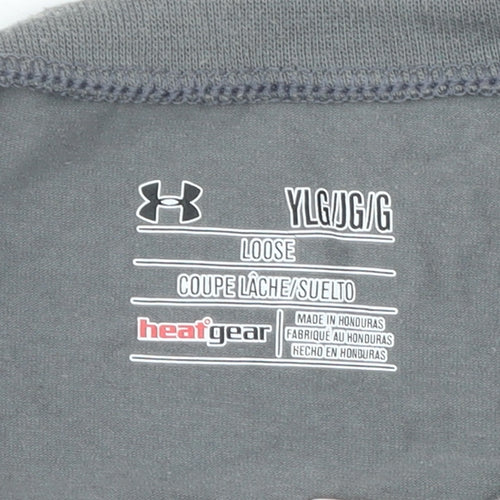 YLG/JG/G
LOOSE
COUPE LÂCHE/SUELTO
heatgear
MADE IN HONDURAS
FABRIQUÉ AU HONDURAS
HECHO EN HONDURAS